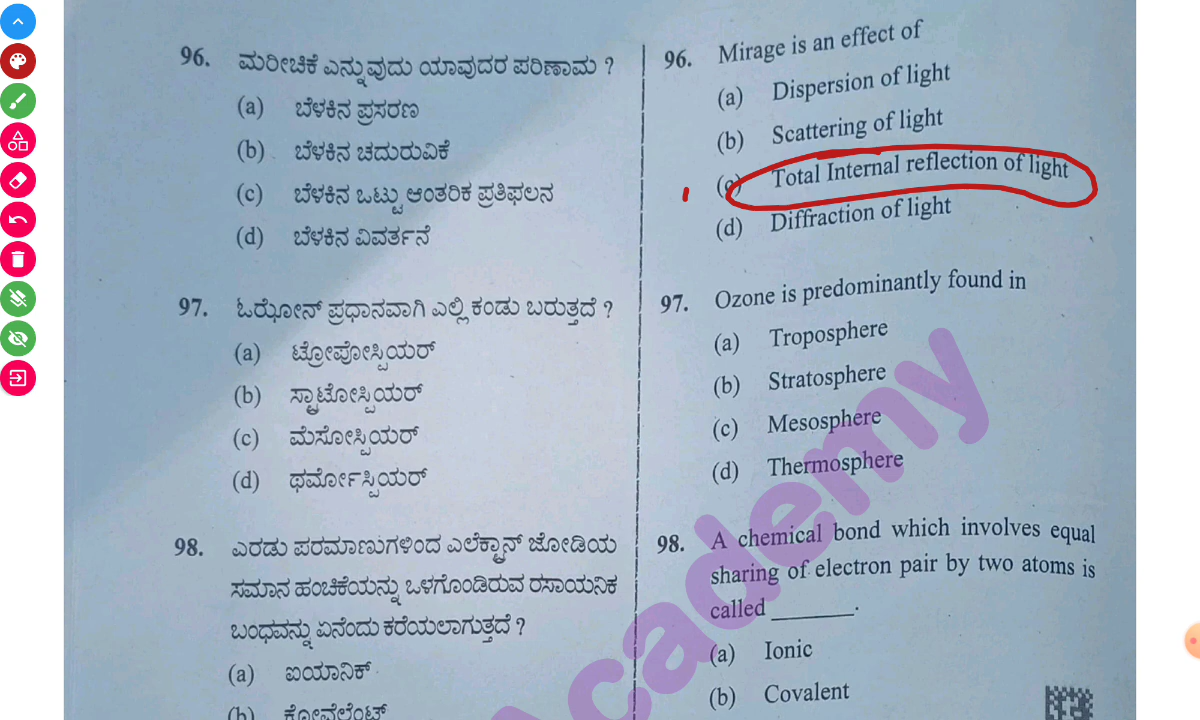 96. ಮರೀಚಿಕೆ ಎನ್ನುವುದು ಯಾವುದರ ಪರಿಣಾಮ ?
(a) ಬೆಳಕಿನ ಪ್ರಸರಣ
(b) ಬೆಳಕಿನ ಚದುರುವಿಕೆ
(c) ಬೆಳಕಿನ ಒಟ್ಟು ಆಂತರಿಕ ಪ್ರತಿಫಲನ
(d) ಬೆಳಕಿನ ವಿವರ್ತನೆ
97. ಓಝೋನ್ ಪ್ರಧಾನವಾಗಿ ಎಲ್ಲಿ ಕಂಡು ಬರುತ್ತದೆ ?
(a) ಟ್ರೋಪೋಸ್ಪಿಯರ್
(b) ಸ್ಟ್ರಾಟೋಸ್ಪಿಯರ್
(c) ಮೆಸೋಸ್ಪಿಯರ್
(d) ಥರ್ಮೋಸ್ಪಿಯರ್
98. ಎರಡು ಪರಮಾಣುಗಳಿಂದ ಎಲೆಕ್ಟ್ರಾನ್ ಜೋಡಿಯ
ಸಮಾನ ಹಂಚಿಕೆಯನ್ನು ಒಳಗೊಂಡಿರುವ ರಸಾಯನಿಕ
ಬಂಧವನ್ನು ಏನೆಂದು ಕರೆಯಲಾಗುತ್ತದೆ ?
(a) ಐಯಾನಿಕ್
(b) ಕೋವೆಲೆಂಟ್
96. Mirage is an effect of
(a) Dispersion of light
(b) Scattering of light
(c) Total Internal reflection of light
(d) Diffraction of light
97. Ozone is predominantly found in
(a) Troposphere
(b) Stratosphere
(c) Mesosphere
(d) Thermosphere
98. A chemical bond which involves equal
sharing of electron pair by two atoms is
called ______.
(a) Ionic
(b) Covalent
Academy